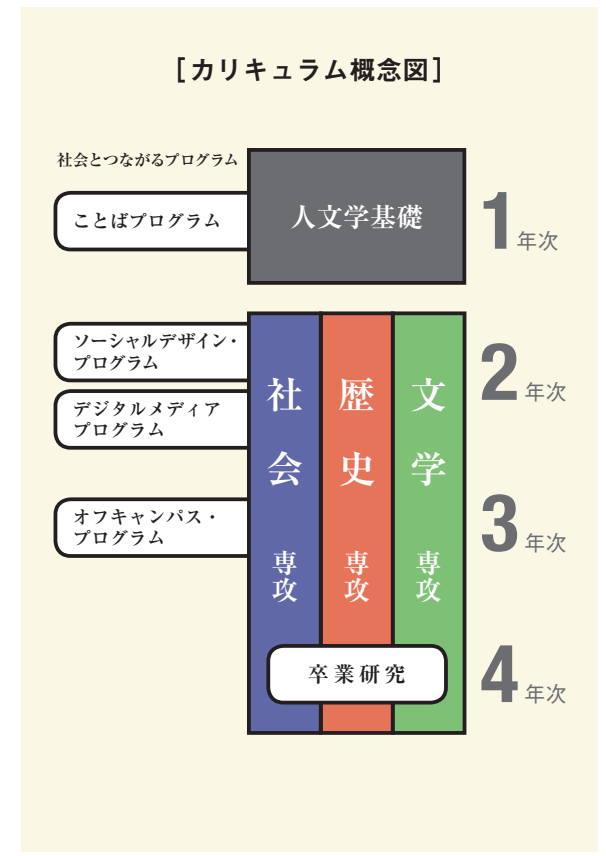 [カリキュラム概念図]
社会とつながるプログラム
ことばプログラム
人文学基礎
1年次
ソーシャルデザイン・
プログラム
デジタルメディア
プログラム
オフキャンパス・
プログラム
社会専攻
歴史専攻
文学専攻
2年次
3年次
卒業研究
4年次